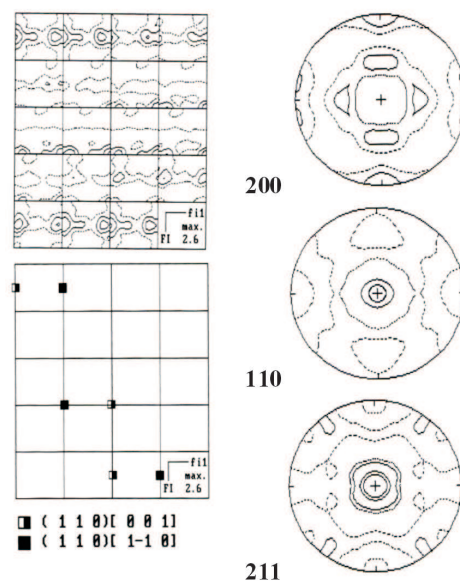 fi1
max.
FI 2.6
200
110
fi1
max.
FI 2.6
( 1 1 0)[ 0 0 1]
( 1 1 0)[ 1-1 0]
211